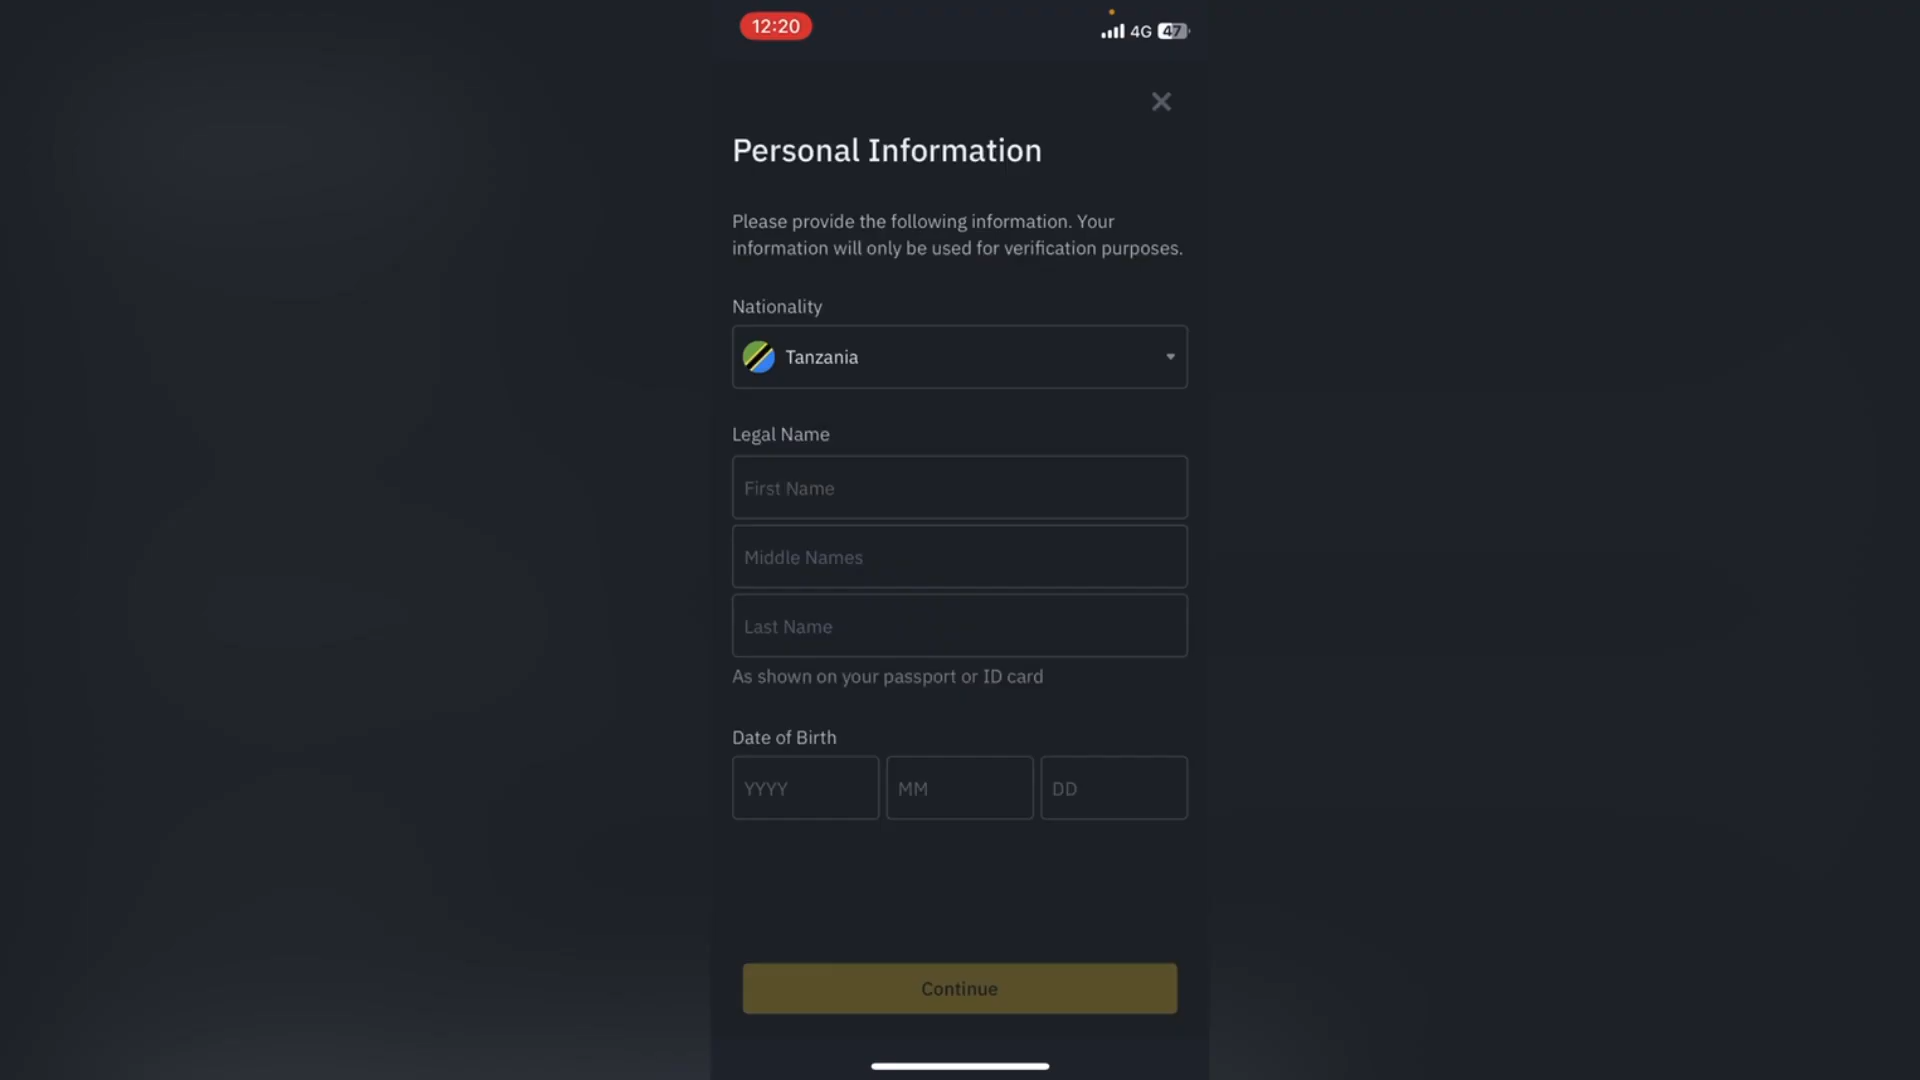 12:20
4G 47
Personal Information
Please provide the following information. Your
information will only be used for verification purposes.
Nationality
Tanzania
Legal Name
First Name
Middle Names
Last Name
As shown on your passport or ID card
Date of Birth
YYYY MM DD
Continue